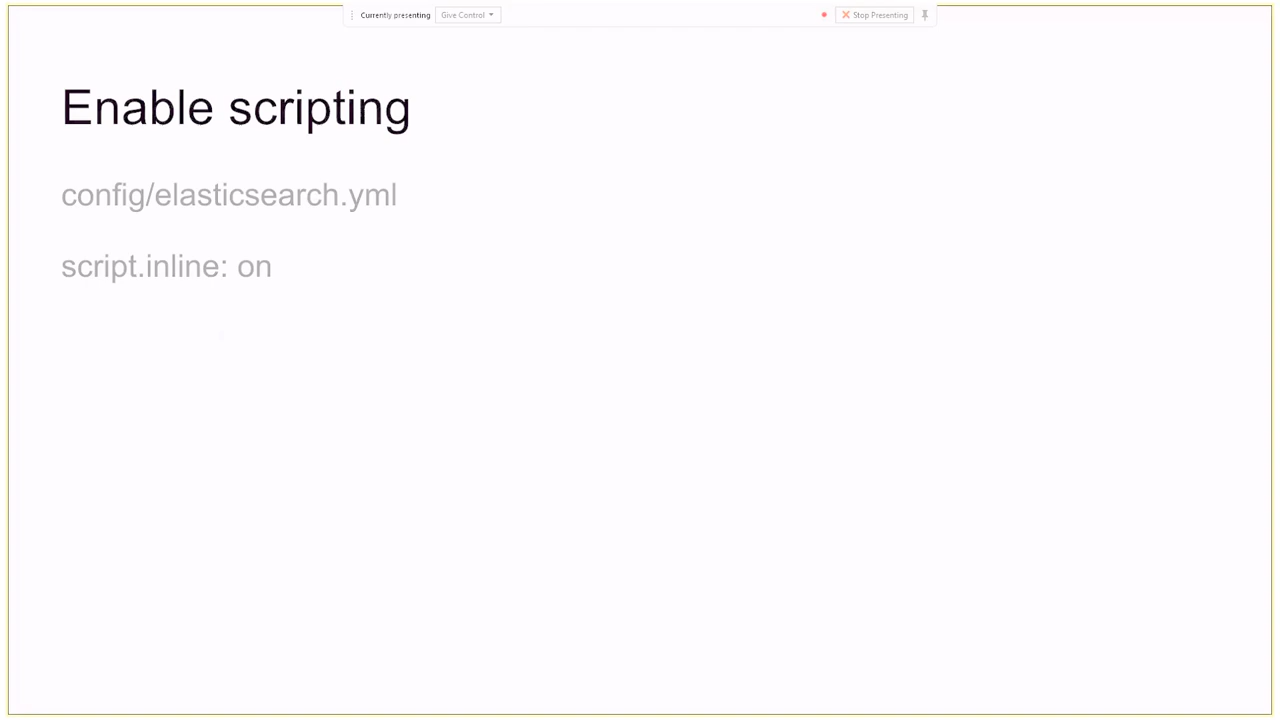 Currently presenting Give Control Stop Presenting
Enable scripting
config/elasticsearch.yml
script.inline: on